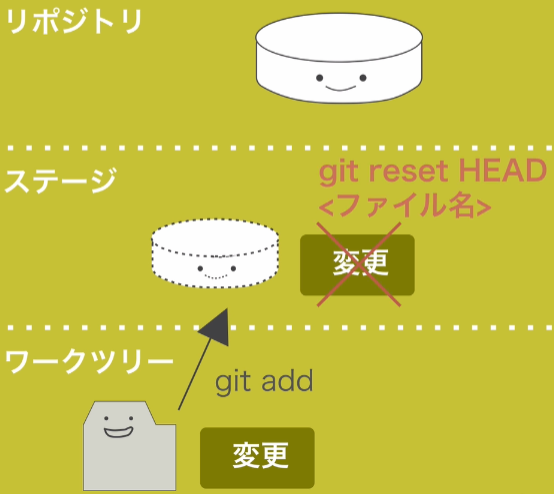 リポジトリ
ステージ
git reset HEAD
<ファイル名>
変更
ワークツリー
git add
変更